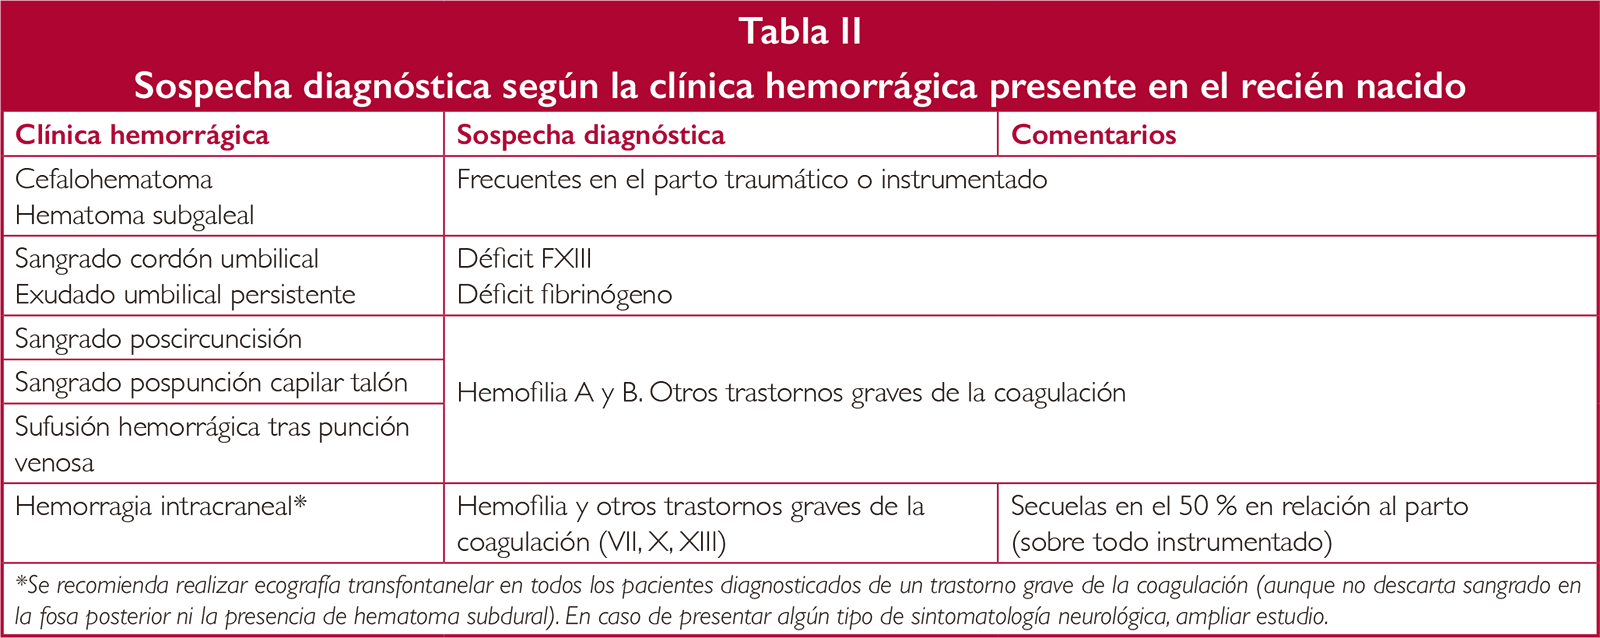 Tabla II
Sospecha diagnóstica según la clínica hemorrágica presente en el recién nacido
Clínica hemorrágica
Sospecha diagnóstica
Comentarios
Cefalohematoma
Hematoma subgaleal
Frecuentes en el parto traumático o instrumentado
Sangrado cordón umbilical
Exudado umbilical persistente
Déficit FXIII
Déficit fibrinógeno
Sangrado poscircuncisión
Sangrado pospunción capilar talón
Sufusión hemorrágica tras punción
venosa
Hemofilia A y B. Otros trastornos graves de la coagulación
Hemorragia intracraneal*
Hemofilia y otros trastornos graves de la
coagulación (VII, X, XIII)
Secuelas en el 50 % en relación al parto
(sobre todo instrumentado)
*Se recomienda realizar ecografía transfontanelar en todos los pacientes diagnosticados de un trastorno grave de la coagulación (aunque no descarta sangrado en
la fosa posterior ni la presencia de hematoma subdural). En caso de presentar algún tipo de sintomatología neurológica, ampliar estudio.